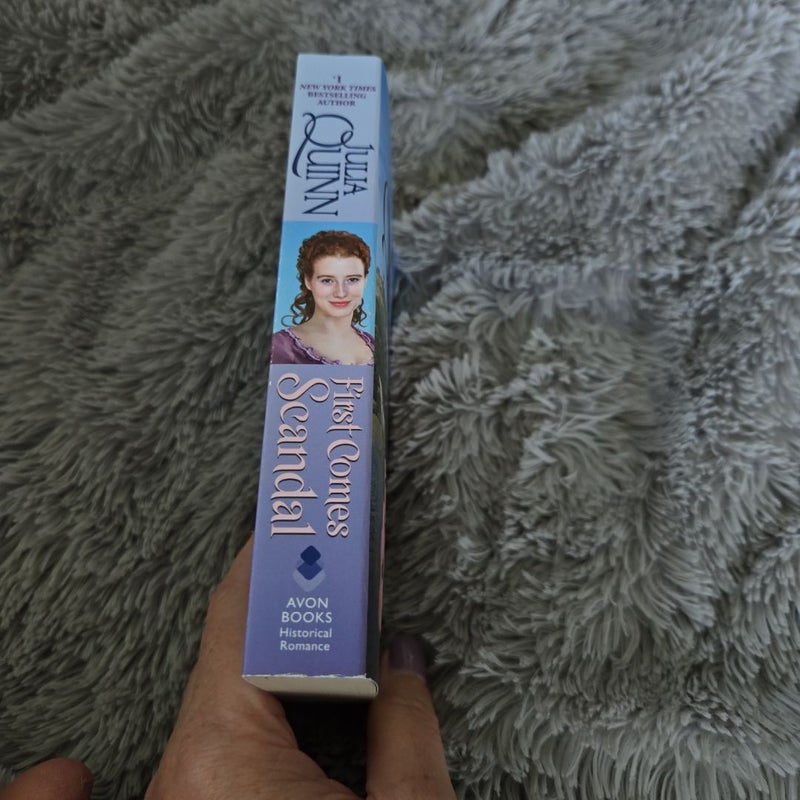 #1
NEW YORK TIMES
BESTSELLING
AUTHOR
JULIA
QUINN
First Comes
Scandal
AVON
BOOKS
Historical
Romance